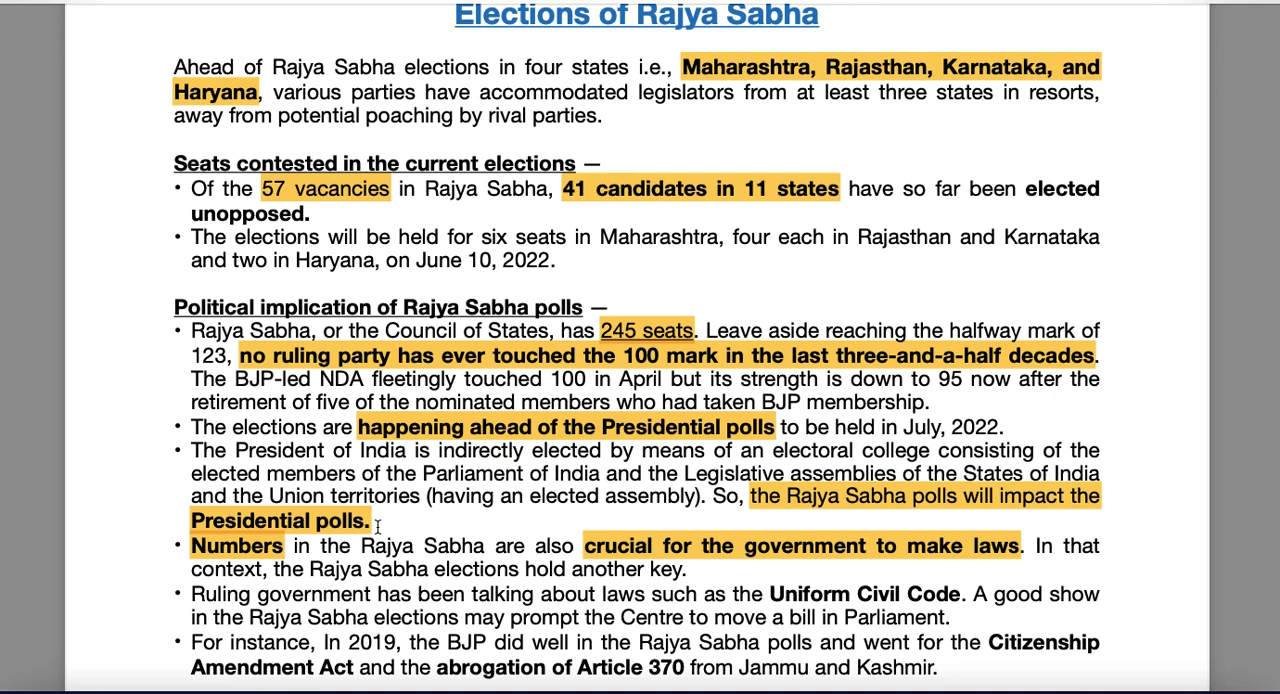 Elections of Rajya Sabha
Ahead of Rajya Sabha elections in four states i.e., Maharashtra, Rajasthan, Karnataka, and
Haryana, various parties have accommodated legislators from at least three states in resorts,
away from potential poaching by rival parties.
Seats contested in the current elections —
• Of the 57 vacancies in Rajya Sabha, 41 candidates in 11 states have so far been elected
unopposed.
• The elections will be held for six seats in Maharashtra, four each in Rajasthan and Karnataka
and two in Haryana, on June 10, 2022.
Political implication of Rajya Sabha polls —
• Rajya Sabha, or the Council of States, has 245 seats. Leave aside reaching the halfway mark of
123, no ruling party has ever touched the 100 mark in the last three-and-a-half decades.
The BJP-led NDA fleetingly touched 100 in April but its strength is down to 95 now after the
retirement of five of the nominated members who had taken BJP membership.
• The elections are happening ahead of the Presidential polls to be held in July, 2022.
• The President of India is indirectly elected by means of an electoral college consisting of the
elected members of the Parliament of India and the Legislative assemblies of the States of India
and the Union territories (having an elected assembly). So, the Rajya Sabha polls will impact the
Presidential polls.
• Numbers in the Rajya Sabha are also crucial for the government to make laws. In that
context, the Rajya Sabha elections hold another key.
• Ruling government has been talking about laws such as the Uniform Civil Code. A good show
in the Rajya Sabha elections may prompt the Centre to move a bill in Parliament.
• For instance, In 2019, the BJP did well in the Rajya Sabha polls and went for the Citizenship
Amendment Act and the abrogation of Article 370 from Jammu and Kashmir.